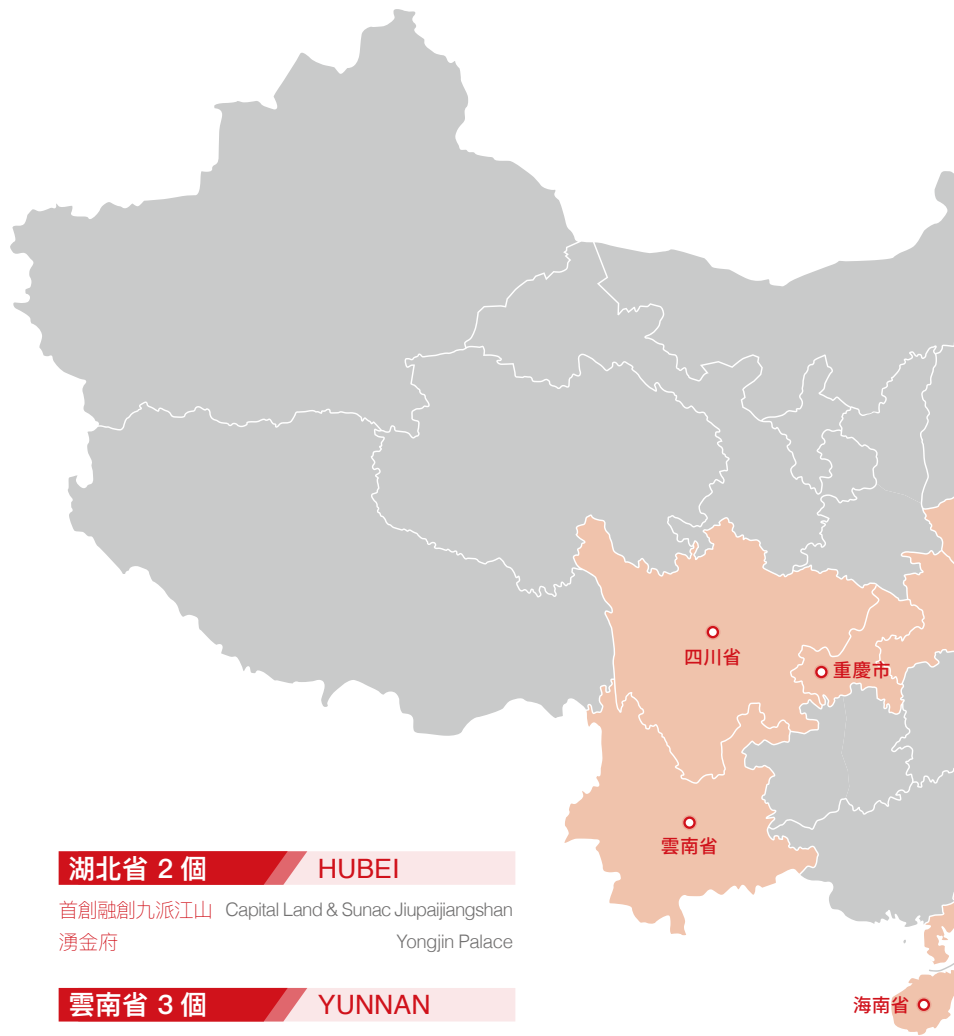 四川省
重慶市
雲南省
湖北省 2 個 HUBEI
首創融創九派江山 Capital Land & Sunac Jiupaijiangshan
湧金府 Yongjin Palace
雲南省 3 個 YUNNAN
海南省